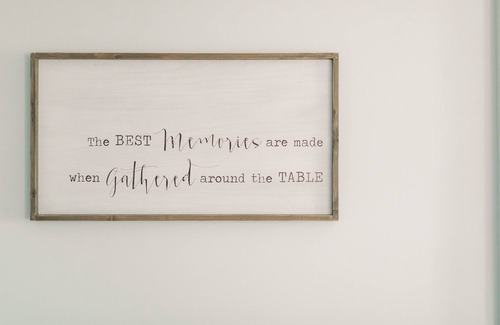 The BEST Memories are made
when Gathered around the TABLE